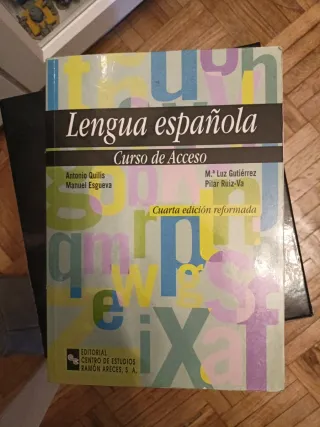 Lengua española
Curso de Acceso
Antonio Quilis
Manuel Esgueva
Mª Luz Gutiérrez
Pilar Ruiz-Va
Cuarta edición reformada
EDITORIAL
CENTRO DE ESTUDIOS
RAMÓN ARECES, S. A.